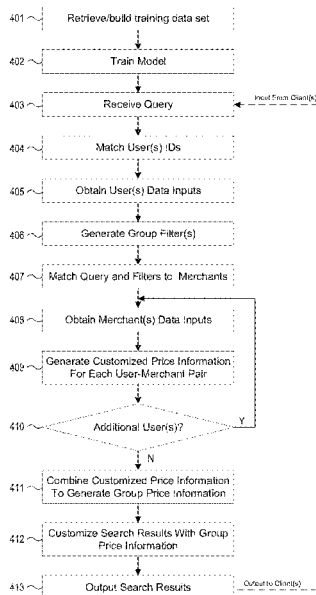 401
Retrieve/build training data set
402
Train Model
403
Receive Query
Input From Client(s)
404
Match User(s) IDs
405
Obtain User(s) Data Inputs
406
Generate Group Filter(s)
407
Match Query and Filters to Merchants
408
Obtain Merchant(s) Data Inputs
409
Generate Customized Price Information
For Each User-Merchant Pair
410
Additional User(s)?
Y
N
411
Combine Customized Price Information
To Generate Group Price Information
412
Customize Search Results With Group
Price Information
413
Output Search Results
Output to Client(s)